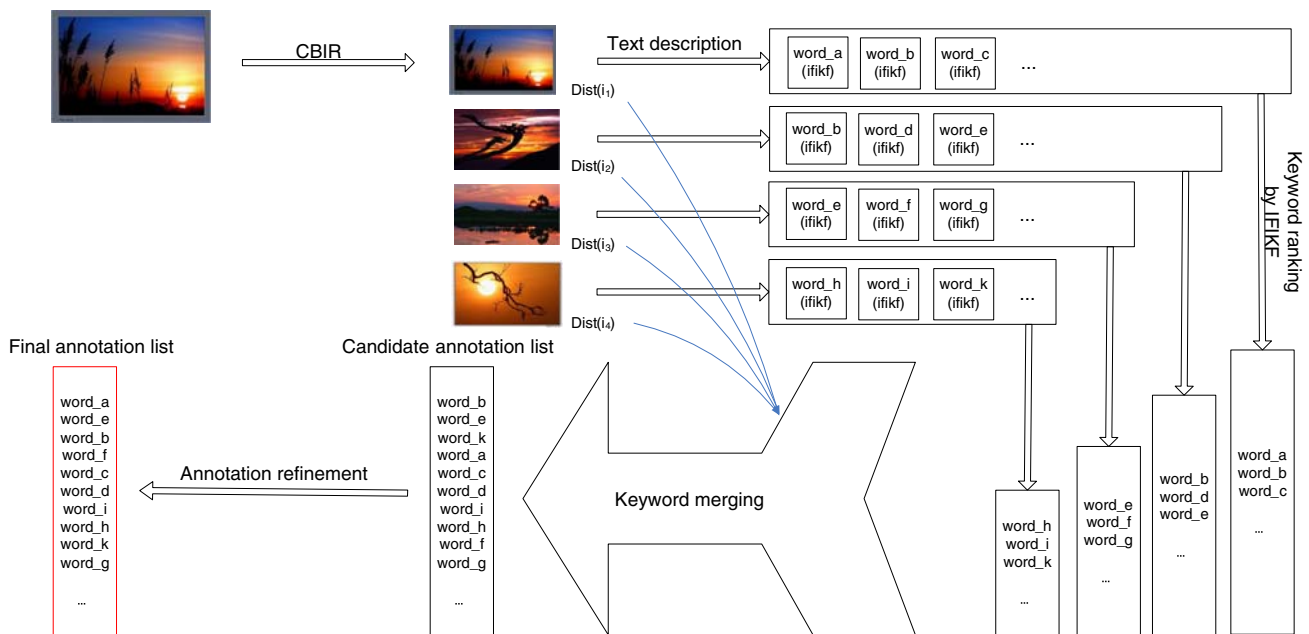 CBIR
Text description
word_a
(ifikf)
word_b
(ifikf)
word_c
(ifikf)
...
Dist(i₁)
word_b
(ifikf)
word_d
(ifikf)
word_e
(ifikf)
...
Dist(i₂)
word_e
(ifikf)
word_f
(ifikf)
word_g
(ifikf)
...
Dist(i₃)
word_h
(ifikf)
word_i
(ifikf)
word_k
(ifikf)
...
Dist(i₄)
Keyword ranking
by IFIKF
Final annotation list
word_a
word_e
word_b
word_f
word_c
word_d
word_i
word_h
word_k
word_g
...
Annotation refinement
Candidate annotation list
word_b
word_e
word_k
word_a
word_c
word_d
word_i
word_h
word_f
word_g
...
Keyword merging
word_h
word_i
word_k
...
word_e
word_f
word_g
...
word_b
word_d
word_e
...
word_a
word_b
word_c
...